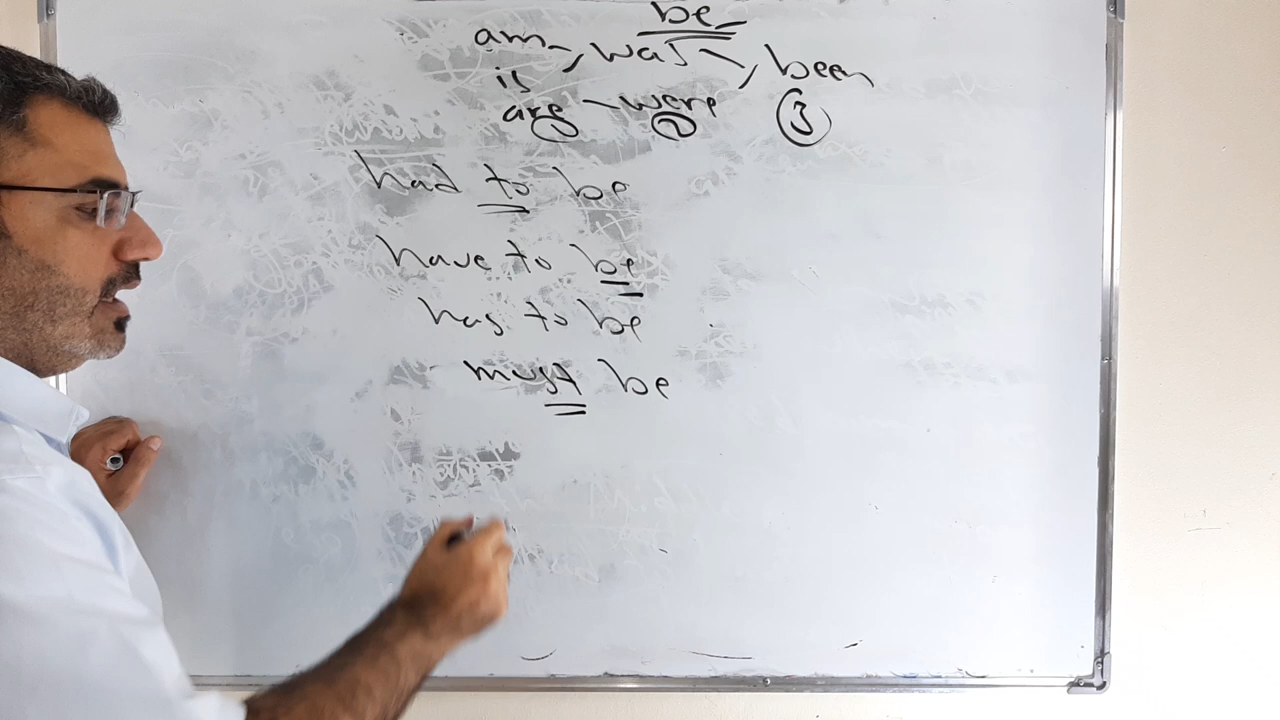 be
am, was, been
is
are - were
1 2 3
had to be
have to be
has to be
must be